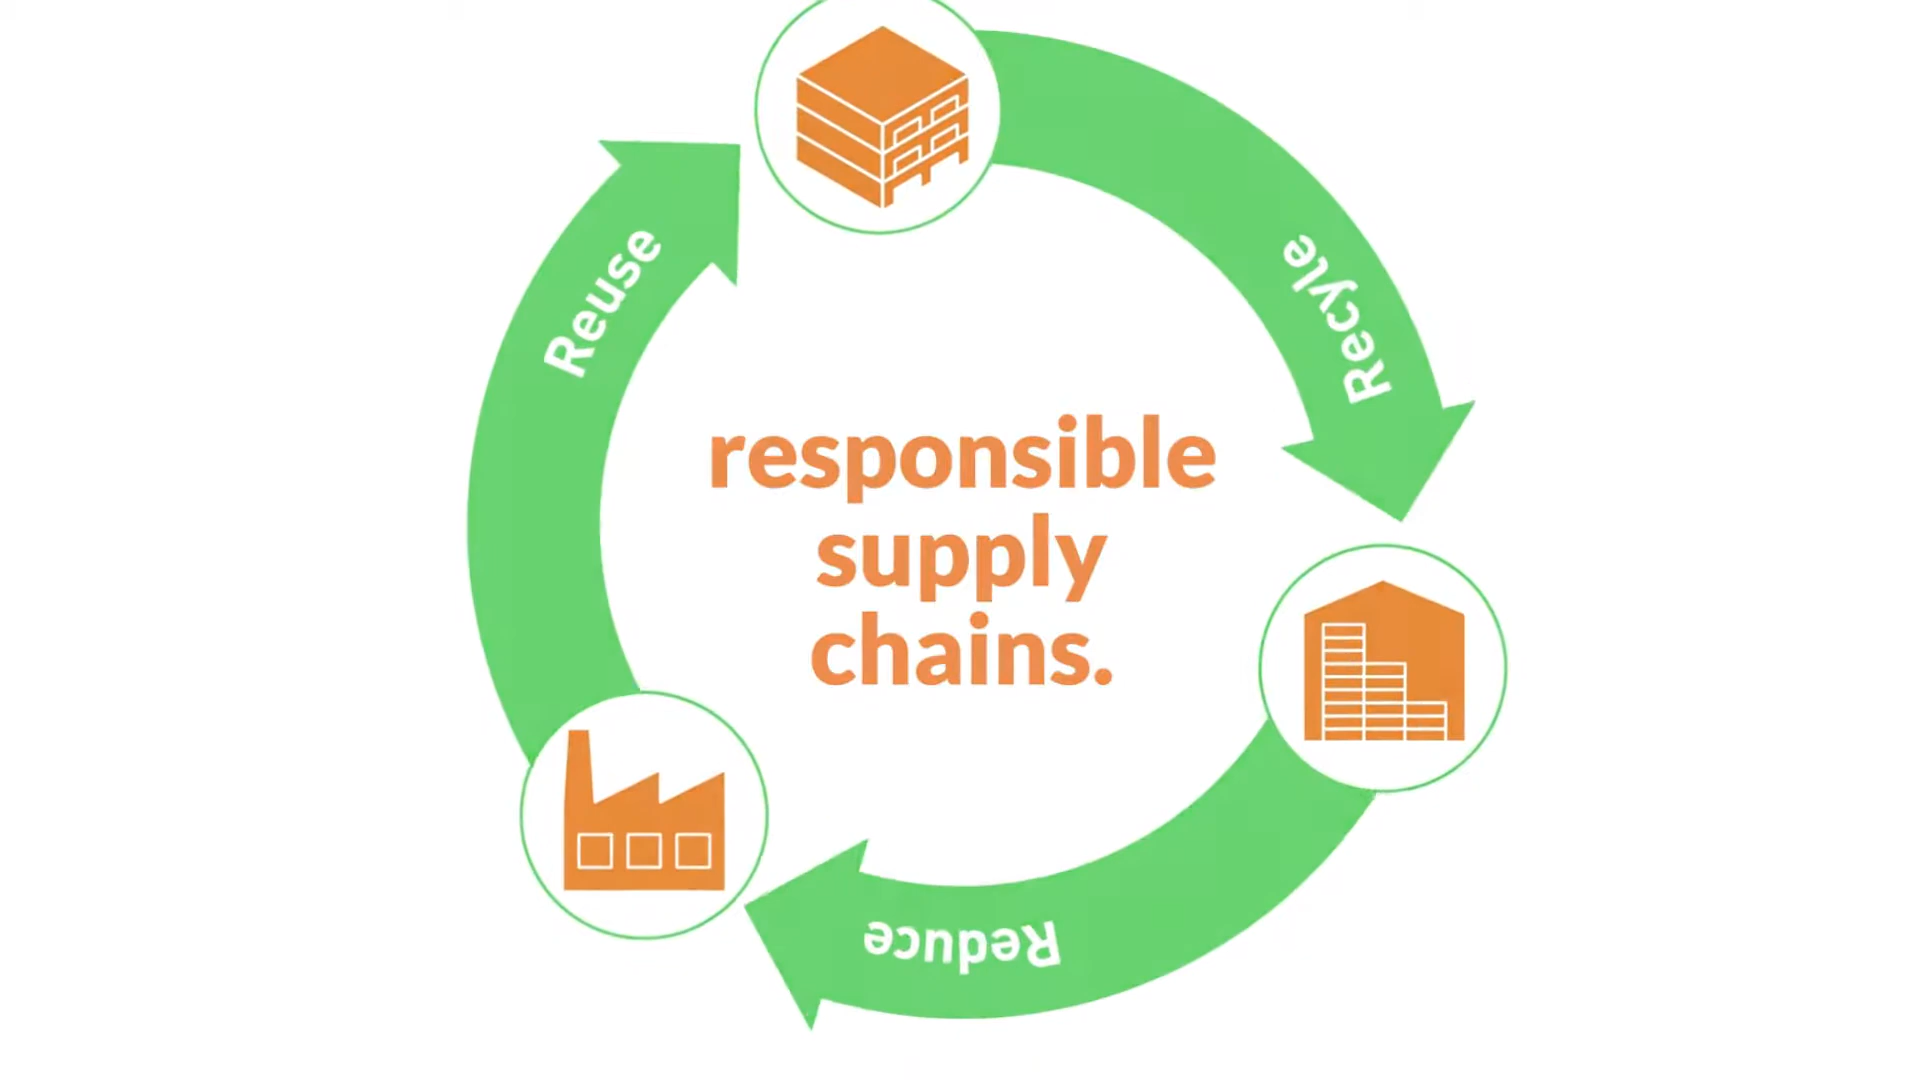 Reuse
Recyle
responsible
supply
chains.
Reduce